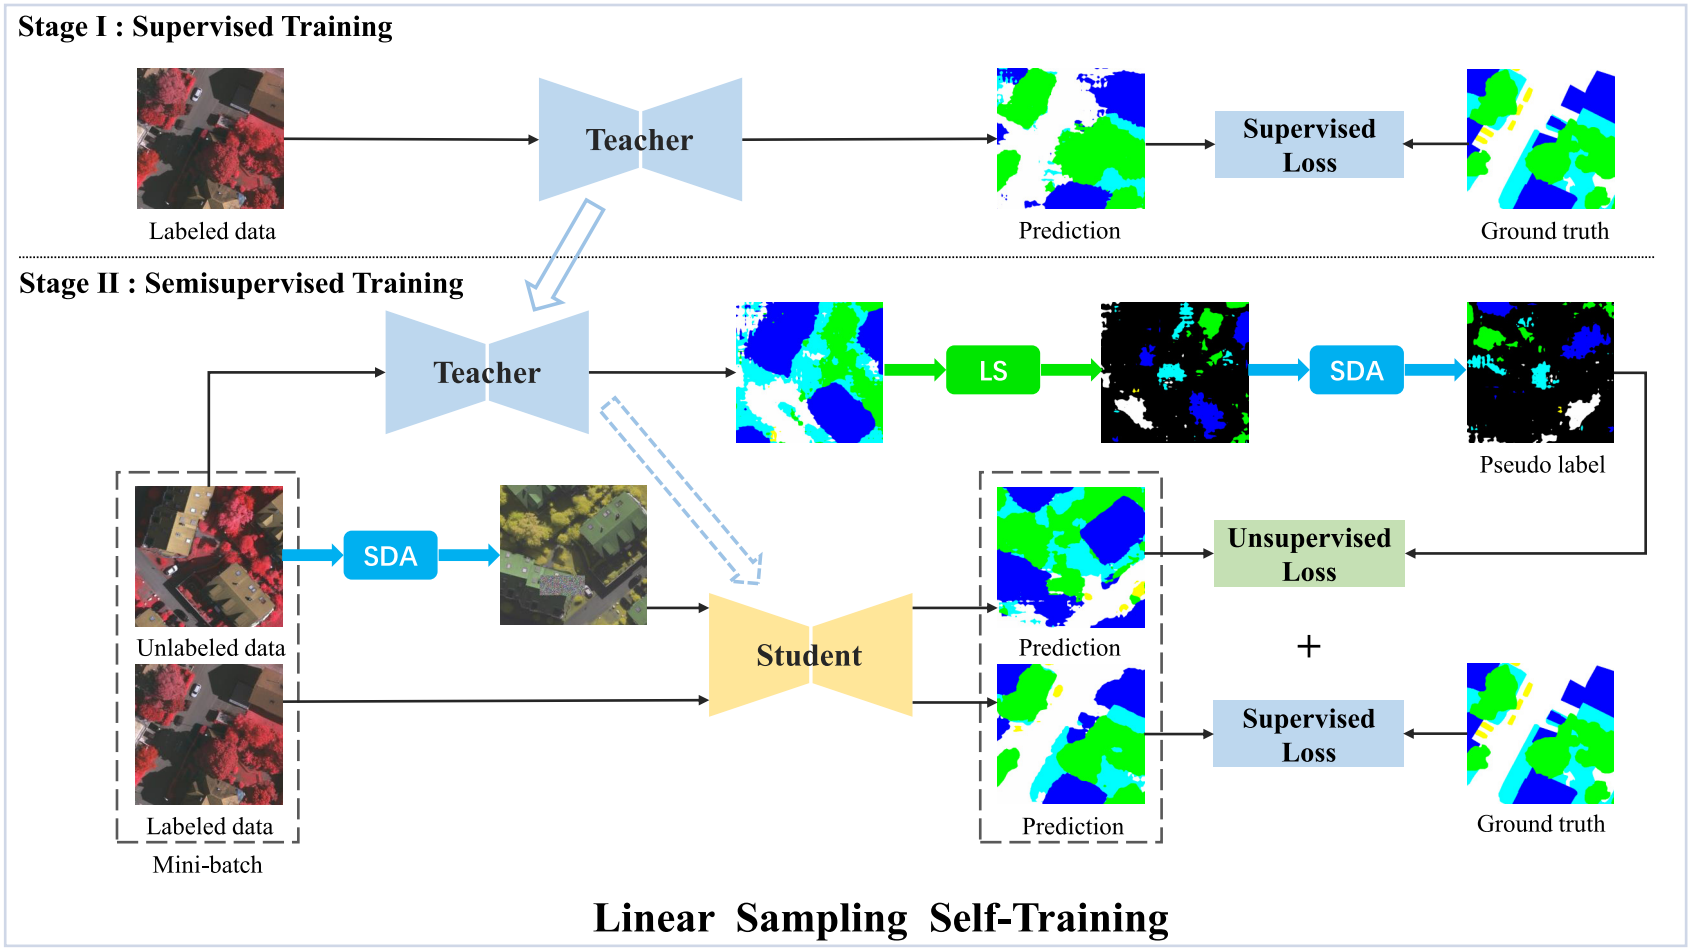 Stage I : Supervised Training
Teacher
Supervised
Loss
Labeled data
Prediction
Ground truth
Stage II : Semisupervised Training
Teacher
LS
SDA
Pseudo label
SDA
Unsupervised
Loss
Unlabeled data
Student
Prediction
+
Supervised
Loss
Labeled data
Prediction
Ground truth
Mini-batch
Linear Sampling Self-Training